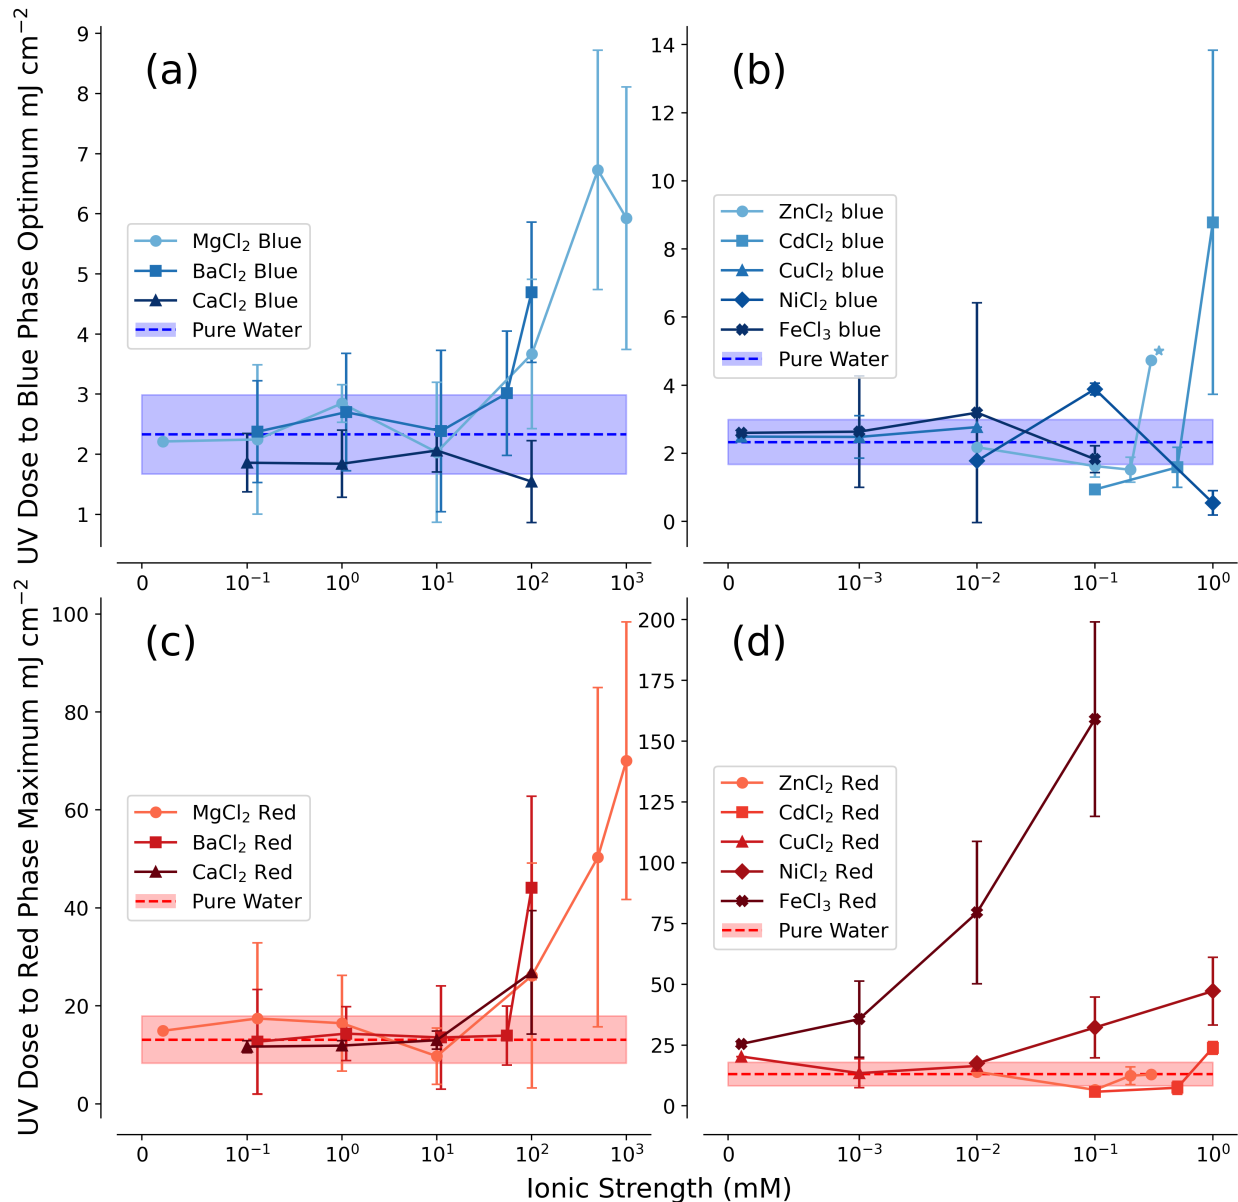 UV Dose to Blue Phase Optimum mJ cm⁻²
(a)
9
8
7
6
5
4
3
2
1
MgCl₂ Blue
BaCl₂ Blue
CaCl₂ Blue
Pure Water
0 10⁻¹ 10⁰ 10¹ 10² 10³
(b)
14
12
10
8
6
4
2
0
ZnCl₂ blue
CdCl₂ blue
CuCl₂ blue
NiCl₂ blue
FeCl₃ blue
Pure Water
0 10⁻³ 10⁻² 10⁻¹ 10⁰
UV Dose to Red Phase Maximum mJ cm⁻²
(c)
100
80
60
40
20
0
MgCl₂ Red
BaCl₂ Red
CaCl₂ Red
Pure Water
0 10⁻¹ 10⁰ 10¹ 10² 10³
(d)
200
175
150
125
100
75
50
25
0
ZnCl₂ Red
CdCl₂ Red
CuCl₂ Red
NiCl₂ Red
FeCl₃ Red
Pure Water
0 10⁻³ 10⁻² 10⁻¹ 10⁰
Ionic Strength (mM)